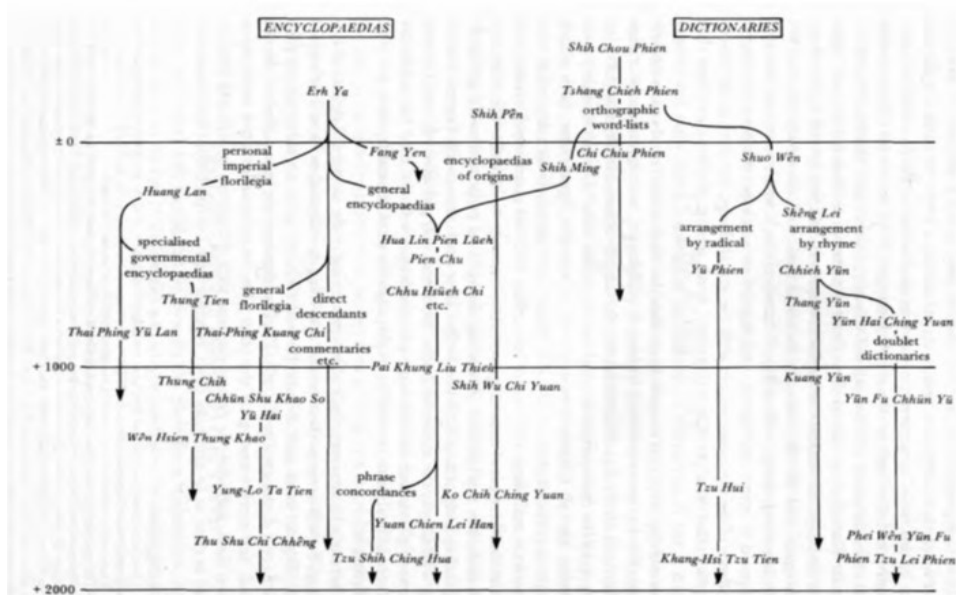 ENCYCLOPAEDIAS
DICTIONARIES
Shih Chou Phien
Erh Ya
Tshang Chieh Phien
orthographic
word-lists
Shih Pên
± 0
personal
imperial
florilegia
Fang Yen
encyclopaedias
of origins
Chi Chiu Phien
Shih Ming
Shuo Wên
Huang Lan
general
encyclopaedias
specialised
governmental
encyclopaedias
Hua Lin Pien Lüeh
Pien Chu
Shêng Lei
arrangement
by radical
arrangement
by rhyme
Yü Phien
Chhieh Yün
Thung Tien
general
florilegia
direct
descendants
Chhu Hsüeh Chi
etc.
Thang Yün
Yün Hai Ching Yuan
doublet
dictionaries
Thai Phing Yü Lan
Thai-Phing Kuang Chi
commentaries
etc.
+ 1000
Pai Khung Liu Thieh
Thung Chih
Shih Wu Chi Yuan
Kuang Yün
Chhün Shu Khao So
Yü Hai
Yün Fu Chhün Yü
Wên Hsien Thung Khao
phrase
concordances
Yung-Lo Ta Tien
Ko Chih Ching Yuan
Tzu Hui
Yuan Chien Lei Han
Thu Shu Chi Chhêng
Phei Wên Yün Fu
Tzu Shih Ching Hua
Khang-Hsi Tzu Tien
Phien Tzu Lei Phien
+ 2000